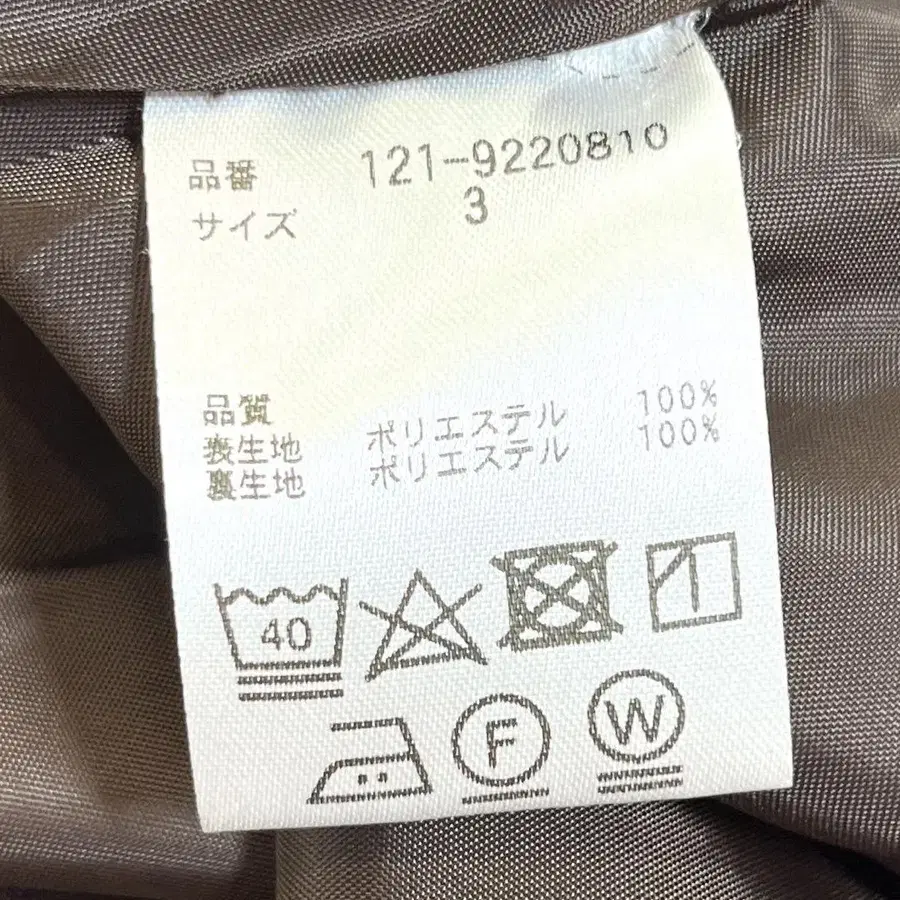 品番 121-9220810
サイズ 3
品質
表生地 ポリエステル 100%
裏生地 ポリエステル 100%
40
F
W